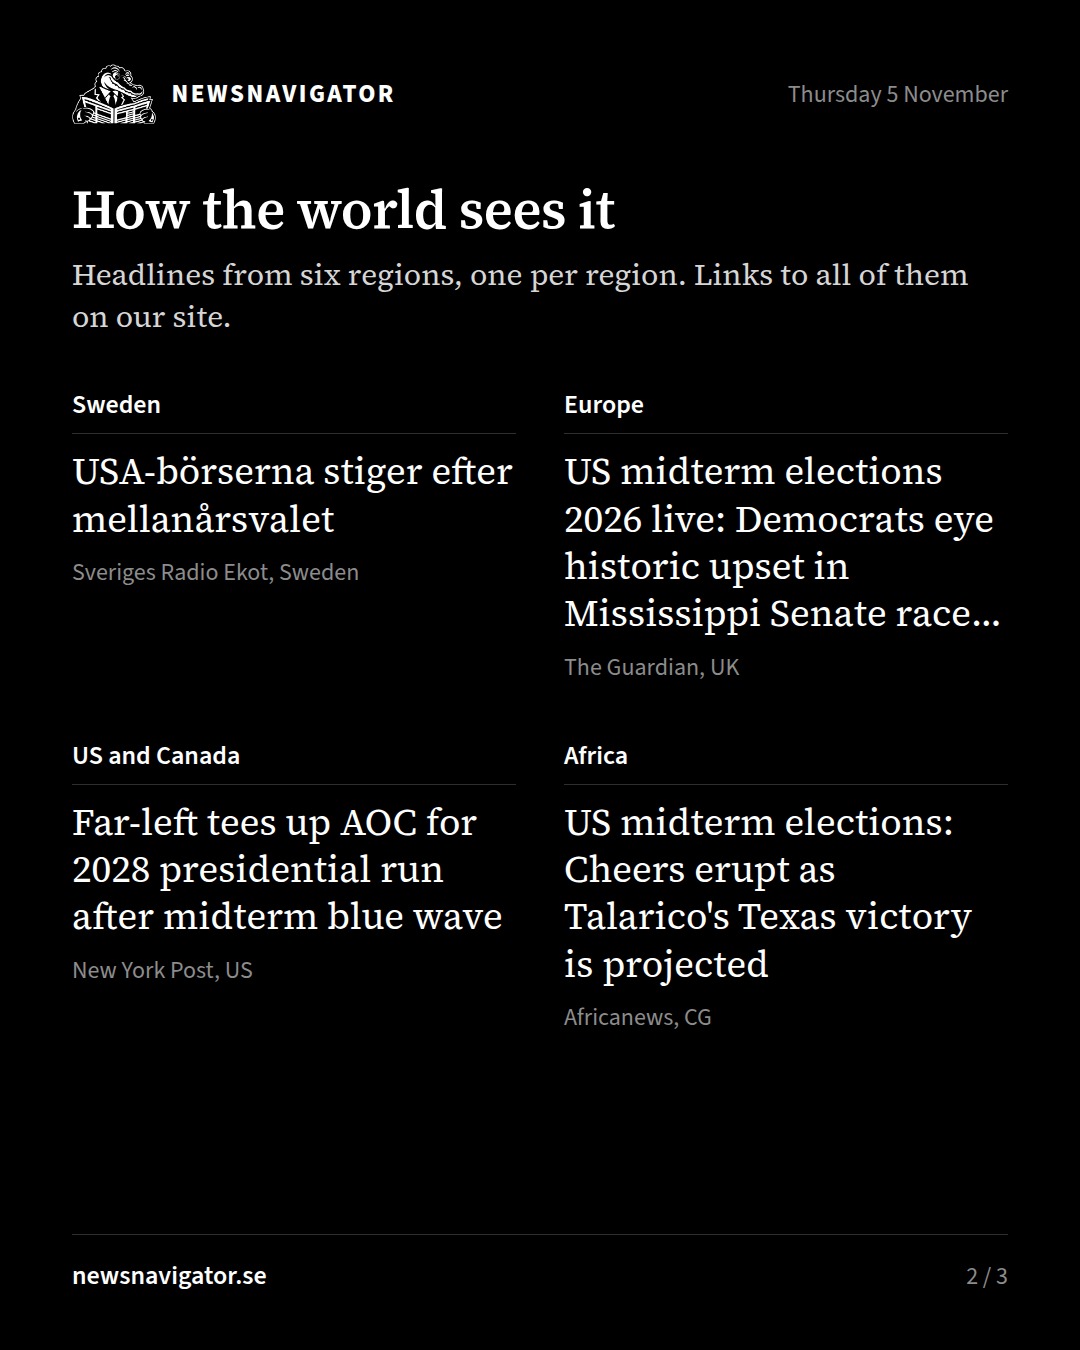 NEWSNAVIGATOR
Thursday 5 November
How the world sees it
Headlines from six regions, one per region. Links to all of them
on our site.
Sweden
USA-börserna stiger efter
mellanårsvalet
Sveriges Radio Ekot, Sweden
Europe
US midterm elections
2026 live: Democrats eye
historic upset in
Mississippi Senate race...
The Guardian, UK
US and Canada
Far-left tees up AOC for
2028 presidential run
after midterm blue wave
New York Post, US
Africa
US midterm elections:
Cheers erupt as
Talarico's Texas victory
is projected
Africanews, CG
newsnavigator.se
2 / 3